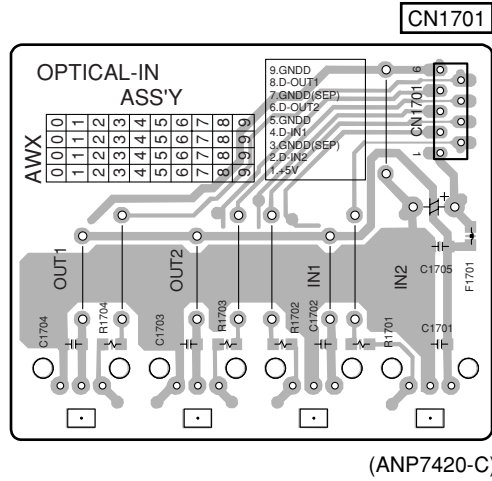 CN1701
OPTICAL-IN
ASS'Y
AWX
0 1 2 3 4 5 6 7 8 9
0 1 2 3 4 5 6 7 8 9
0 1 2 3 4 5 6 7 8 9
0 1 2 3 4 5 6 7 8 9
9.GNDD
8.D-OUT1
7.GNDD(SEP)
6.D-OUT2
5.GNDD
4.D-IN1
3.GNDD(SEP)
2.D-IN2
1.+5V
9
CN1701
1
+
OUT1
OUT2
IN1
IN2
C1705
F1701
C1704
R1704
C1703
R1703
R1702
C1702
R1701
C1701
(ANP7420-C)